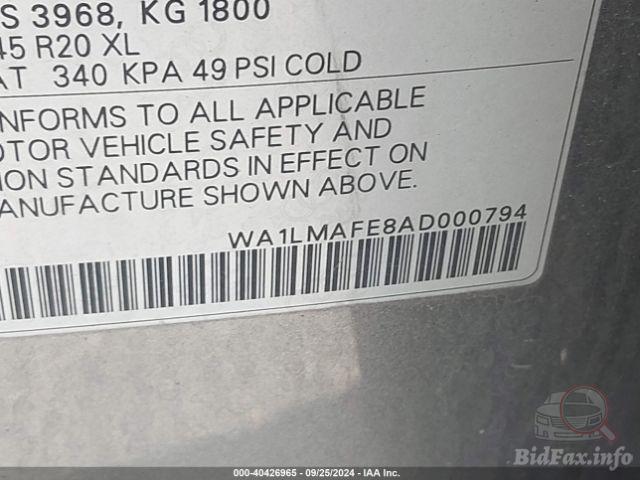 S 3968, KG 1800
45 R20 XL
AT 340 KPA 49 PSI COLD
NFORMS TO ALL APPLICABLE
OTOR VEHICLE SAFETY AND
ION STANDARDS IN EFFECT ON
ANUFACTURE SHOWN ABOVE.
WA1LMAFE8AD000794
BidFax.info
000-40426965 - 09/25/2024 - IAA Inc.